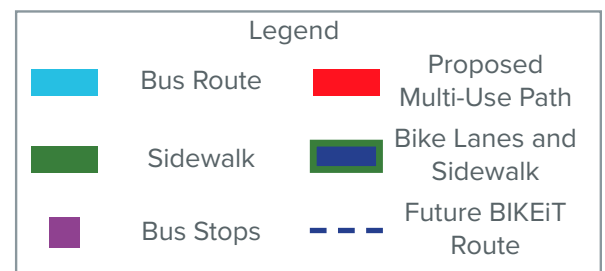 Legend
Bus Route
Proposed
Multi-Use Path
Sidewalk
Bike Lanes and
Sidewalk
Bus Stops
Future BIKEiT
Route